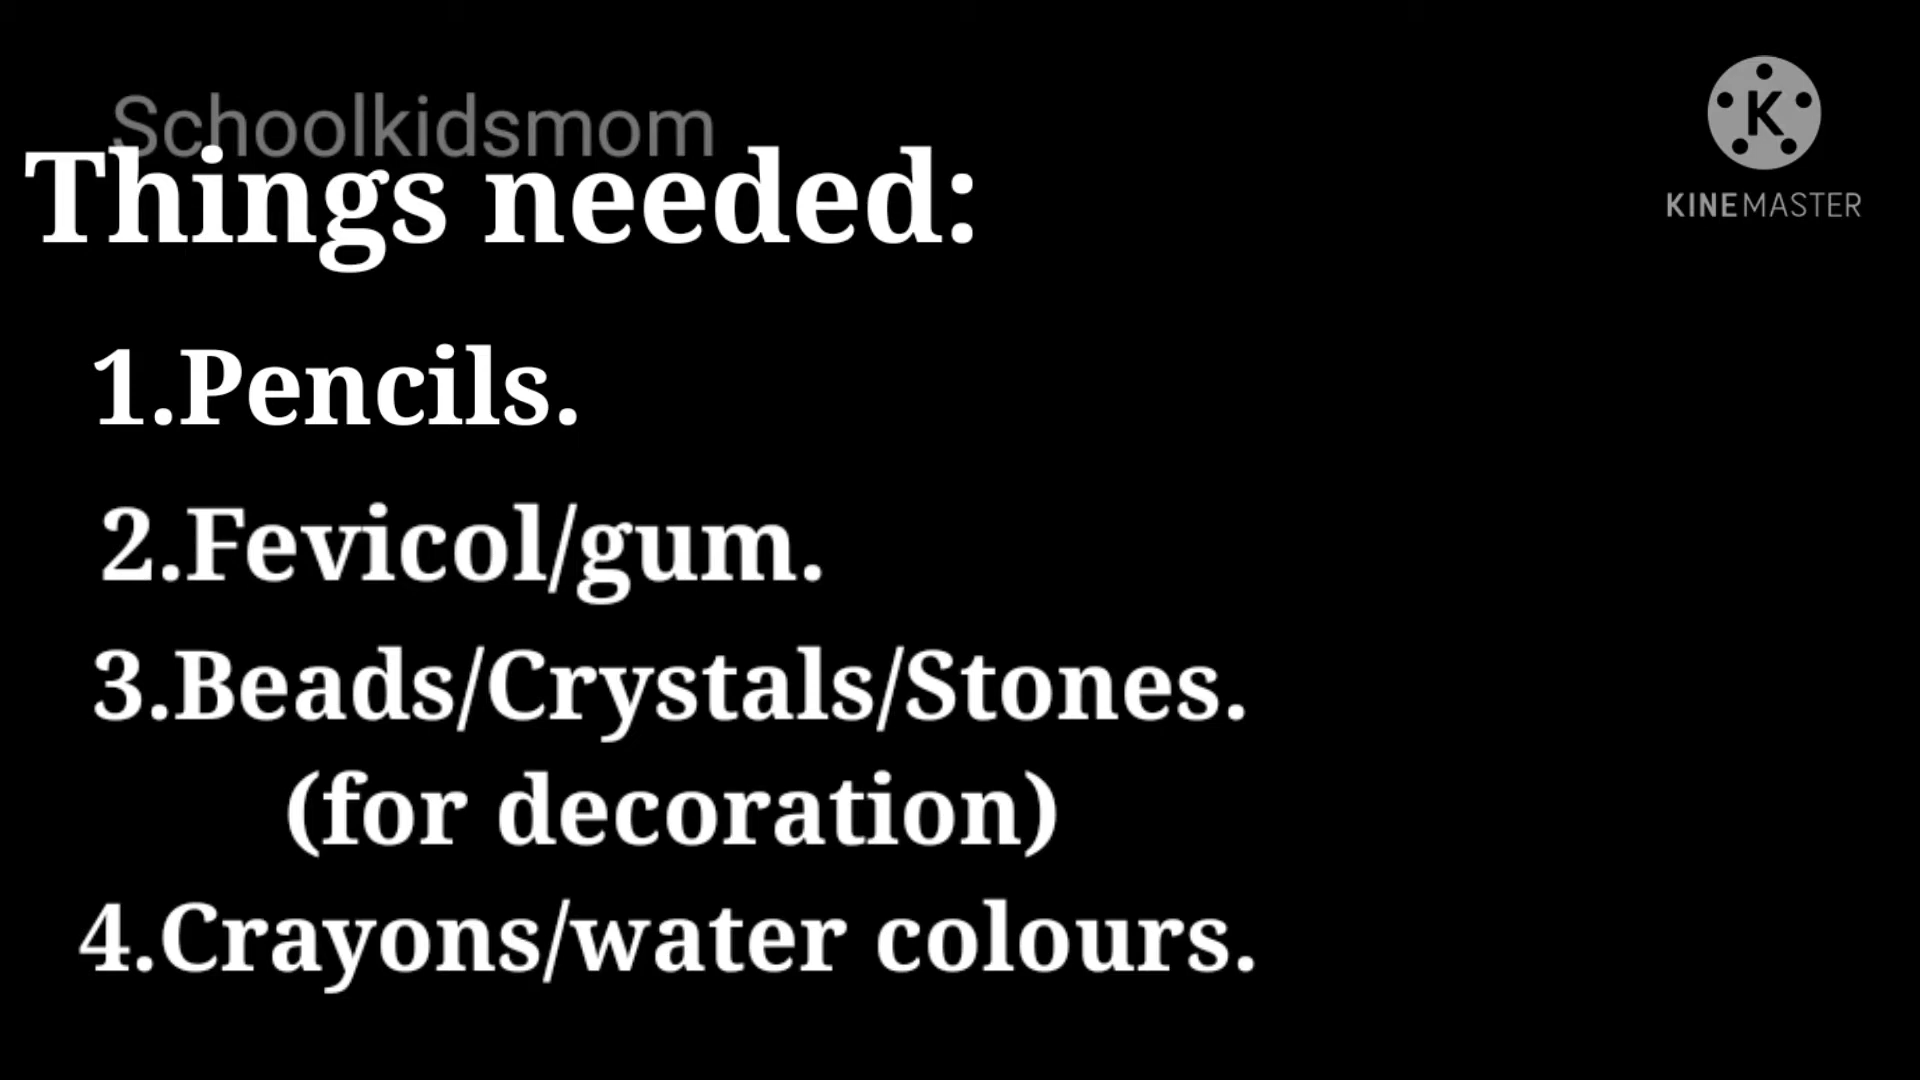 Schoolkidsmom
Things needed:
K
KINEMASTER
1.Pencils.
2.Fevicol/gum.
3.Beads/Crystals/Stones.
(for decoration)
4.Crayons/water colours.